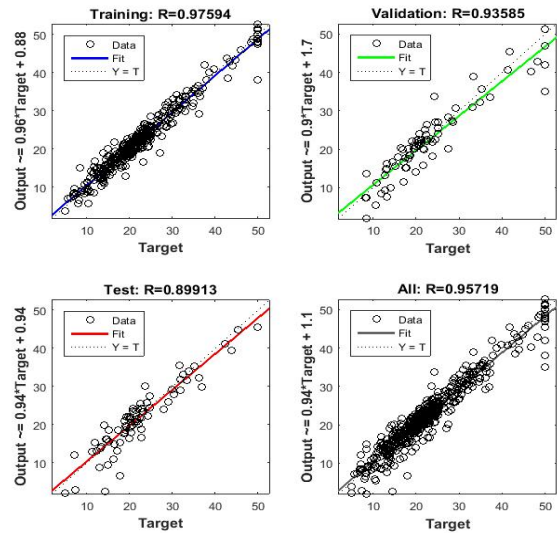 Training: R=0.97594
Output ~= 0.96*Target + 0.88
50
40
30
20
10
Data
Fit
Y = T
10 20 30 40 50
Target
Validation: R=0.93585
Output ~= 0.9*Target + 1.7
50
40
30
20
10
Data
Fit
Y = T
10 20 30 40 50
Target
Test: R=0.89913
Output ~= 0.94*Target + 0.94
50
40
30
20
10
Data
Fit
Y = T
10 20 30 40 50
Target
All: R=0.95719
Output ~= 0.94*Target + 1.1
50
40
30
20
10
Data
Fit
Y = T
10 20 30 40 50
Target